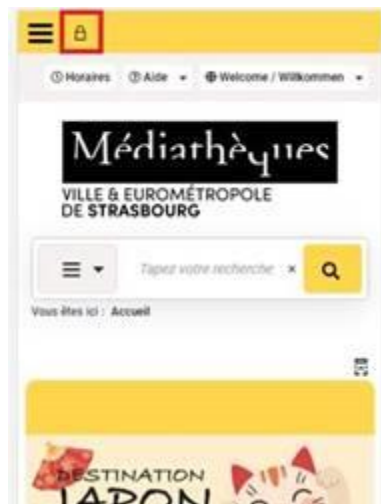 Horaires Aide Welcome / Willkommen
Médiathèques
VILLE & EUROMÉTROPOLE
DE STRASBOURG
Tapez votre recherche ×
Vous êtes ici : Accueil
DESTINATION
JAPON